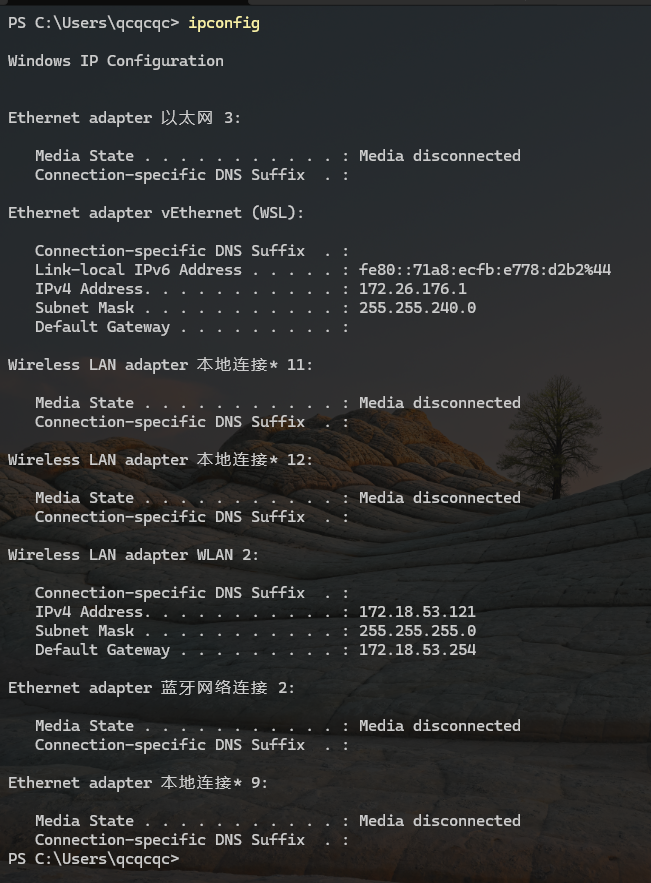 PS C:\Users\qcqcqc> ipconfig
Windows IP Configuration
Ethernet adapter 以太网 3:
Media State . . . . . . . . . . . : Media disconnected
Connection-specific DNS Suffix  . :
Ethernet adapter vEthernet (WSL):
Connection-specific DNS Suffix  . :
Link-local IPv6 Address . . . . . : fe80::71a8:ecfb:e778:d2b2%44
IPv4 Address. . . . . . . . . . . : 172.26.176.1
Subnet Mask . . . . . . . . . . . : 255.255.240.0
Default Gateway . . . . . . . . . :
Wireless LAN adapter 本地连接* 11:
Media State . . . . . . . . . . . : Media disconnected
Connection-specific DNS Suffix  . :
Wireless LAN adapter 本地连接* 12:
Media State . . . . . . . . . . . : Media disconnected
Connection-specific DNS Suffix  . :
Wireless LAN adapter WLAN 2:
Connection-specific DNS Suffix  . :
IPv4 Address. . . . . . . . . . . : 172.18.53.121
Subnet Mask . . . . . . . . . . . : 255.255.255.0
Default Gateway . . . . . . . . . : 172.18.53.254
Ethernet adapter 蓝牙网络连接 2:
Media State . . . . . . . . . . . : Media disconnected
Connection-specific DNS Suffix  . :
Ethernet adapter 本地连接* 9:
Media State . . . . . . . . . . . : Media disconnected
Connection-specific DNS Suffix  . :
PS C:\Users\qcqcqc>